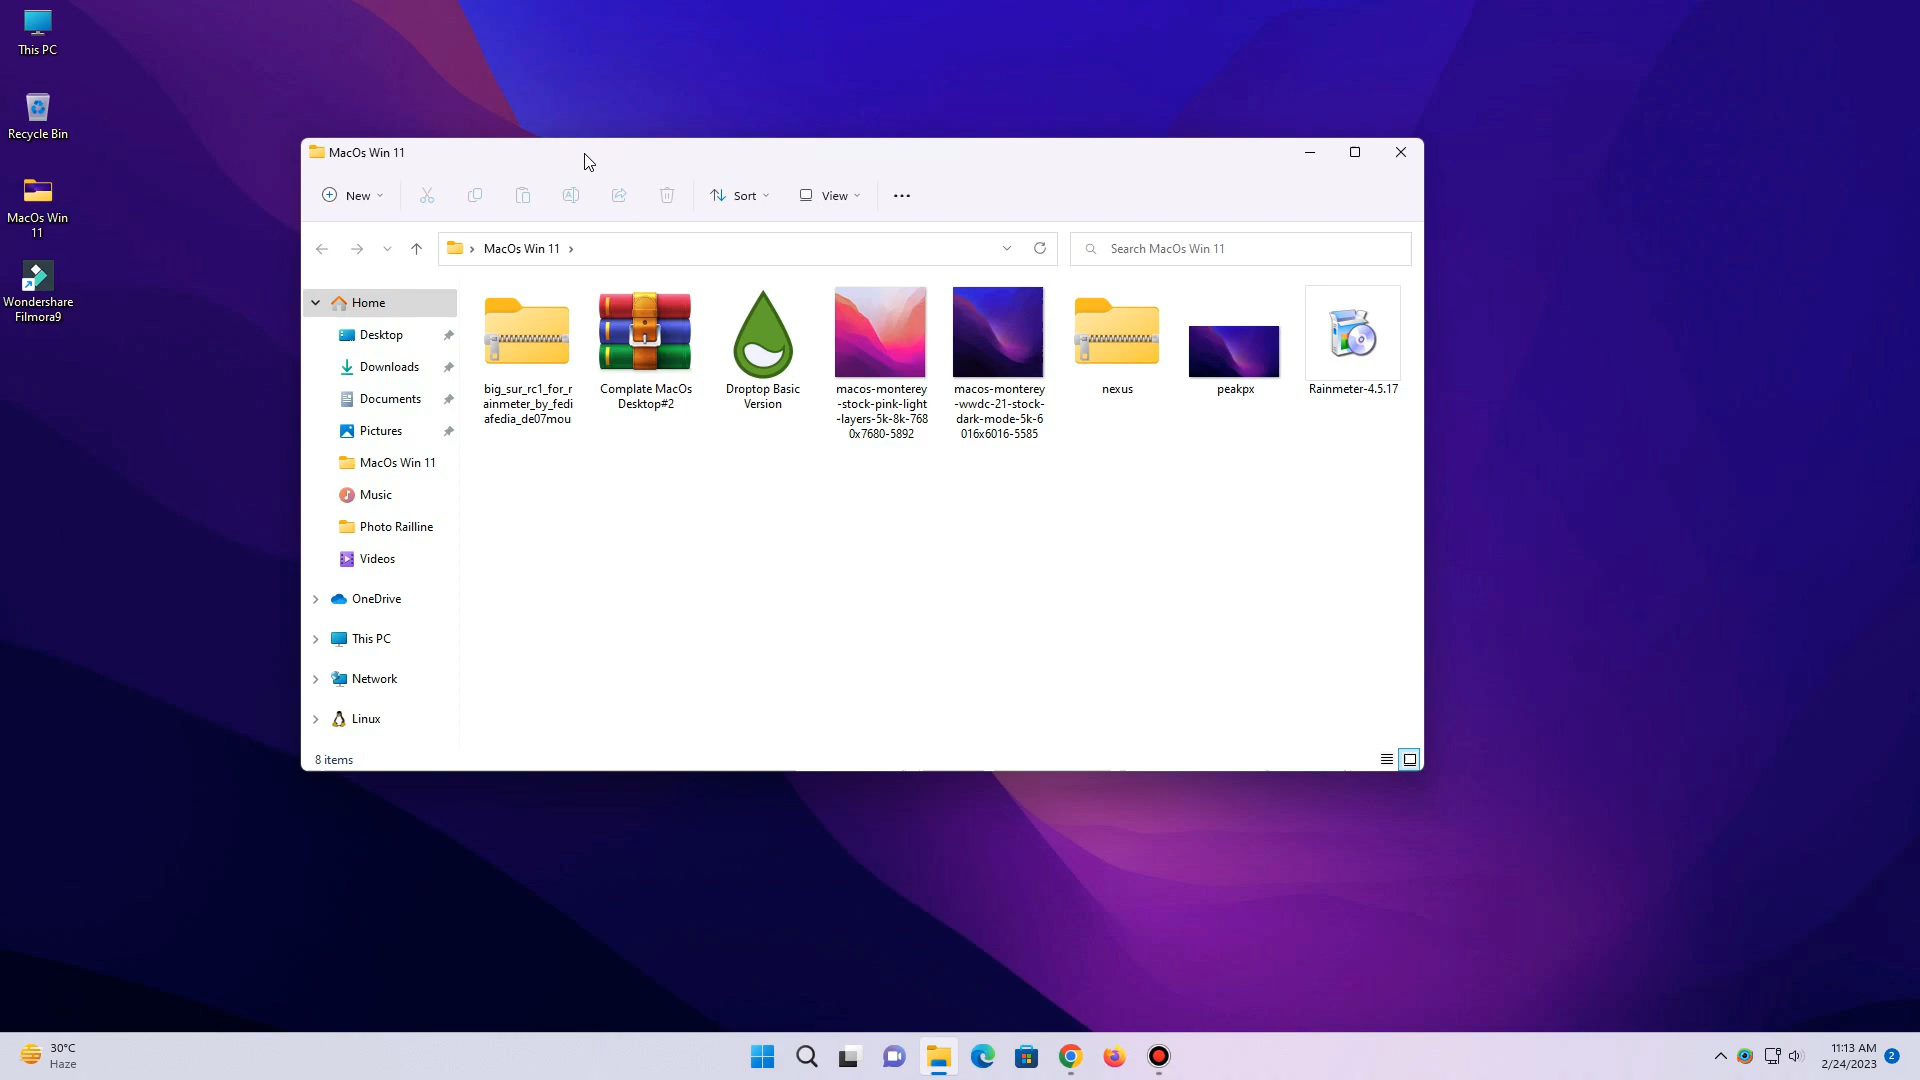 This PC
Recycle Bin
MacOs Win
11
Wondershare
Filmora9
MacOs Win 11
New
Sort
View
MacOs Win 11
Search MacOs Win 11
Home
Desktop
Downloads
Documents
Pictures
MacOs Win 11
Music
Photo Railline
Videos
OneDrive
This PC
Network
Linux
big_sur_rc1_for_r
ainmeter_by_fedi
afedia_de07mou
Complate MacOs
Desktop#2
Droptop Basic
Version
macos-monterey
-stock-pink-light
-layers-5k-8k-768
0x7680-5892
macos-monterey
-wwdc-21-stock-
dark-mode-5k-6
016x6016-5585
nexus
peakpx
Rainmeter-4.5.17
8 items
30°C
Haze
11:13 AM
2/24/2023
2